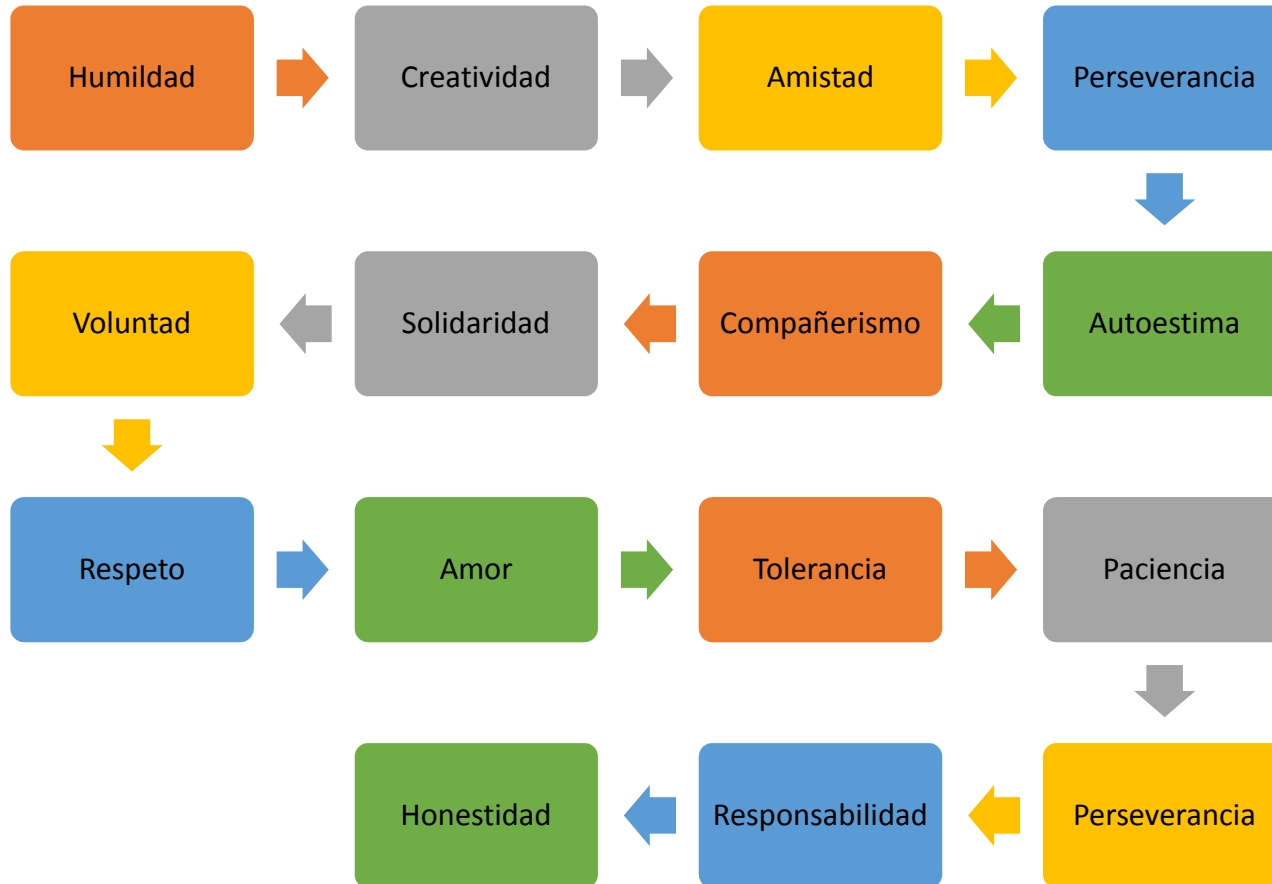 Humildad
Creatividad
Amistad
Perseverancia
Autoestima
Compañerismo
Solidaridad
Voluntad
Respeto
Amor
Tolerancia
Paciencia
Perseverancia
Responsabilidad
Honestidad